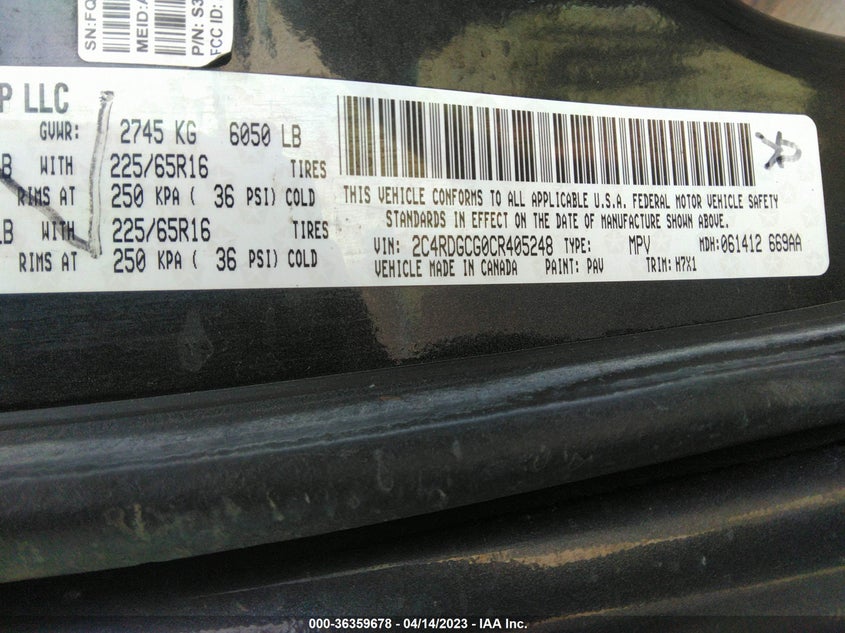 SN:FQ
MEID:A
P/N: S3
FCC ID:
P LLC
GVWR: 2745 KG 6050 LB
LB WITH 225/65R16 TIRES
RIMS AT 250 KPA ( 36 PSI) COLD
LB WITH 225/65R16 TIRES
RIMS AT 250 KPA ( 36 PSI) COLD
THIS VEHICLE CONFORMS TO ALL APPLICABLE U.S.A. FEDERAL MOTOR VEHICLE SAFETY
STANDARDS IN EFFECT ON THE DATE OF MANUFACTURE SHOWN ABOVE.
VIN: 2C4RDGCG0CR405248 TYPE: MPV MDH:061412 669AA
VEHICLE MADE IN CANADA PAINT: PAV TRIM: H7X1
000-36359678 - 04/14/2023 - IAA Inc.